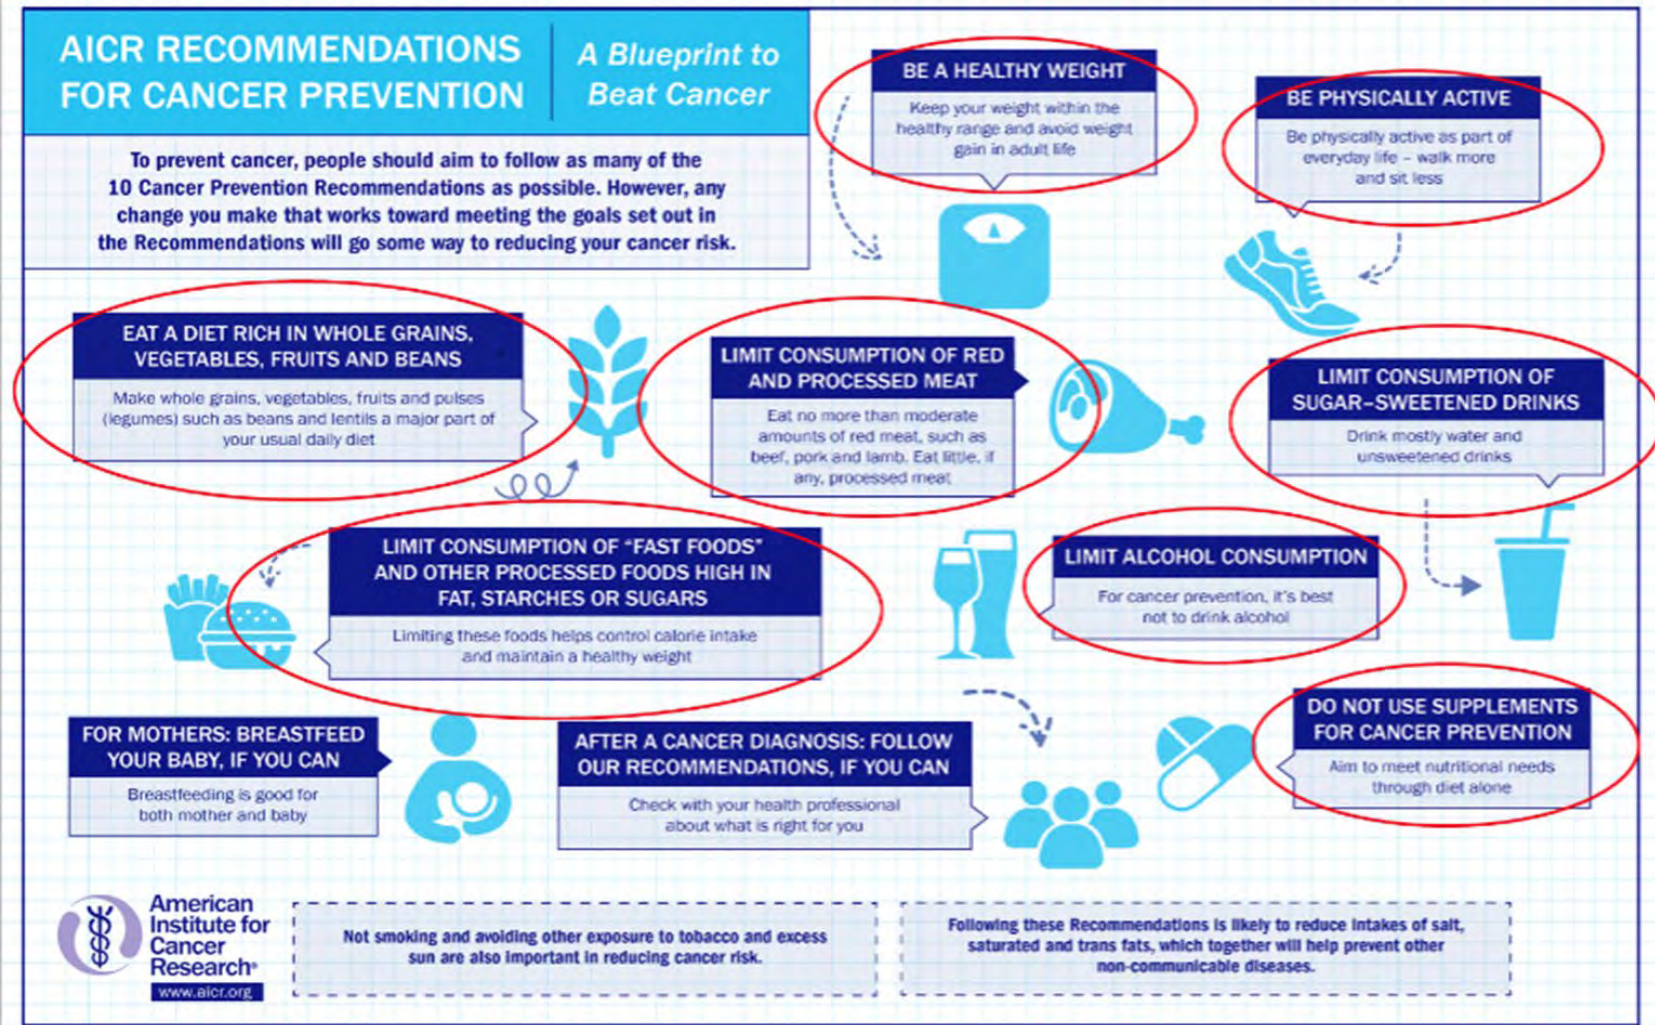 AICR RECOMMENDATIONS
FOR CANCER PREVENTION
A Blueprint to
Beat Cancer
To prevent cancer, people should aim to follow as many of the
10 Cancer Prevention Recommendations as possible. However, any
change you make that works toward meeting the goals set out in
the Recommendations will go some way to reducing your cancer risk.
BE A HEALTHY WEIGHT
Keep your weight within the
healthy range and avoid weight
gain in adult life
BE PHYSICALLY ACTIVE
Be physically active as part of
everyday life – walk more
and sit less
EAT A DIET RICH IN WHOLE GRAINS,
VEGETABLES, FRUITS AND BEANS
Make whole grains, vegetables, fruits and pulses
(legumes) such as beans and lentils a major part of
your usual daily diet
LIMIT CONSUMPTION OF RED
AND PROCESSED MEAT
Eat no more than moderate
amounts of red meat, such as
beef, pork and lamb. Eat little, if
any, processed meat
LIMIT CONSUMPTION OF
SUGAR–SWEETENED DRINKS
Drink mostly water and
unsweetened drinks
LIMIT CONSUMPTION OF "FAST FOODS"
AND OTHER PROCESSED FOODS HIGH IN
FAT, STARCHES OR SUGARS
Limiting these foods helps control calorie intake
and maintain a healthy weight
LIMIT ALCOHOL CONSUMPTION
For cancer prevention, it's best
not to drink alcohol
FOR MOTHERS: BREASTFEED
YOUR BABY, IF YOU CAN
Breastfeeding is good for
both mother and baby
AFTER A CANCER DIAGNOSIS: FOLLOW
OUR RECOMMENDATIONS, IF YOU CAN
Check with your health professional
about what is right for you
DO NOT USE SUPPLEMENTS
FOR CANCER PREVENTION
Aim to meet nutritional needs
through diet alone
American
Institute for
Cancer
Research®
www.aicr.org
Not smoking and avoiding other exposure to tobacco and excess
sun are also important in reducing cancer risk.
Following these Recommendations is likely to reduce intakes of salt,
saturated and trans fats, which together will help prevent other
non-communicable diseases.